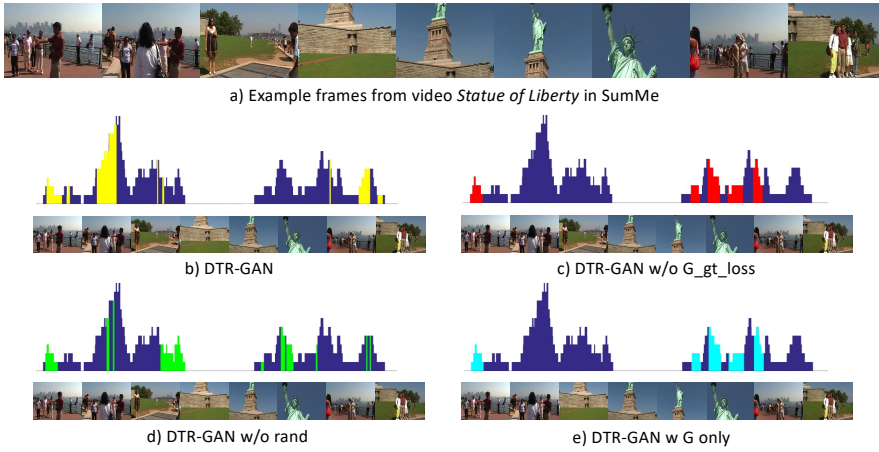 a) Example frames from video Statue of Liberty in SumMe
b) DTR-GAN
c) DTR-GAN w/o G_gt_loss
d) DTR-GAN w/o rand
e) DTR-GAN w G only